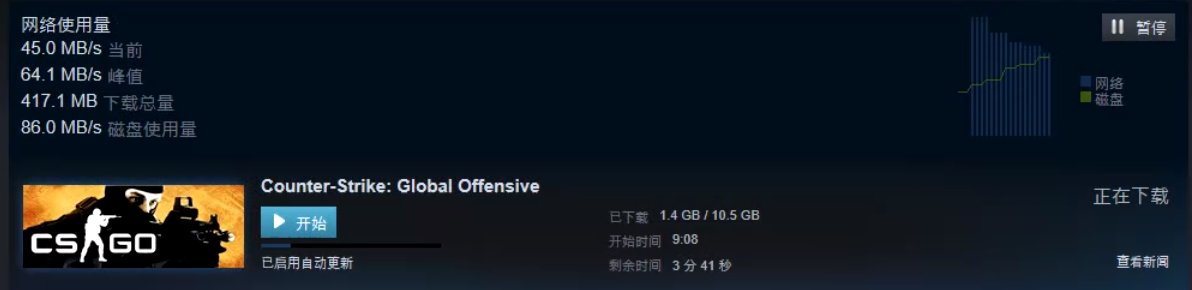 网络使用量
45.0 MB/s 当前
64.1 MB/s 峰值
417.1 MB 下载总量
86.0 MB/s 磁盘使用量
暂停
网络
磁盘
CS GO
Counter-Strike: Global Offensive
开始
已启用自动更新
已下载 1.4 GB / 10.5 GB
开始时间 9:08
剩余时间 3 分 41 秒
正在下载
查看新闻